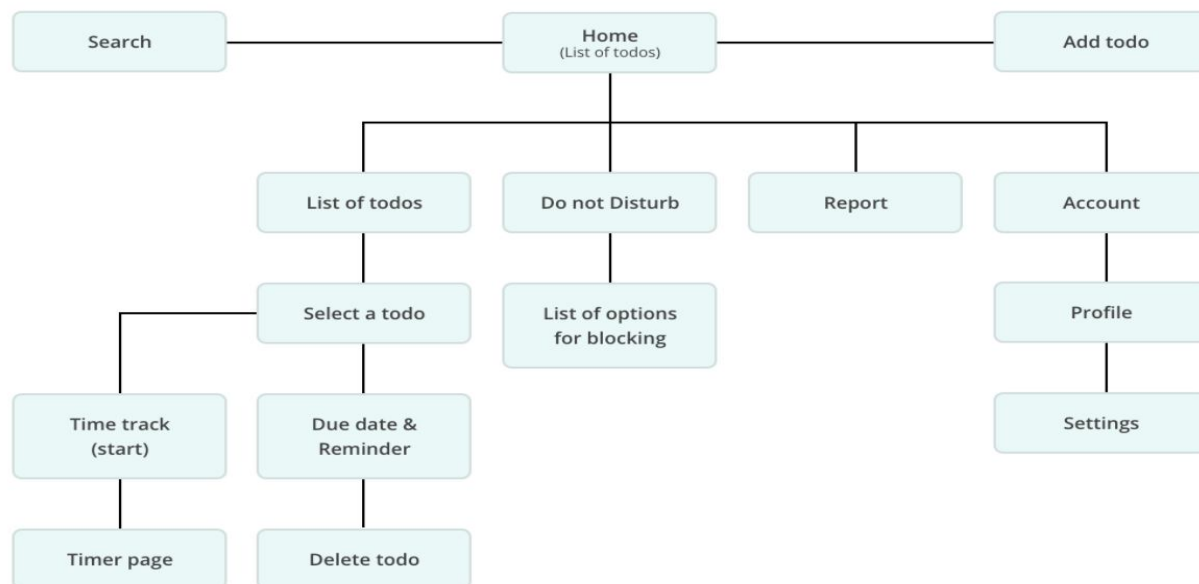 Search
Home
(List of todos)
Add todo
List of todos
Do not Disturb
Report
Account
Select a todo
List of options
for blocking
Profile
Time track
(start)
Due date &
Reminder
Settings
Timer page
Delete todo